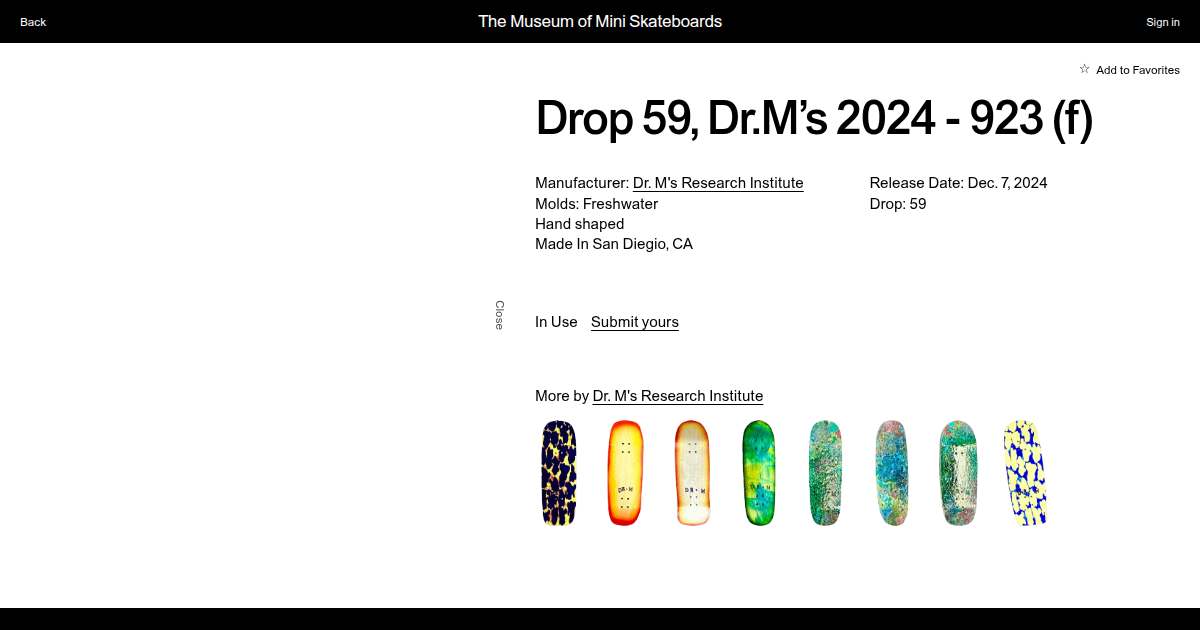 Back
The Museum of Mini Skateboards
Sign in
☆ Add to Favorites
Drop 59, Dr.M’s 2024 - 923 (f)
Manufacturer: Dr. M's Research Institute
Molds: Freshwater
Hand shaped
Made In San Diegio, CA
Release Date: Dec. 7, 2024
Drop: 59
Close
In Use Submit yours
More by Dr. M's Research Institute